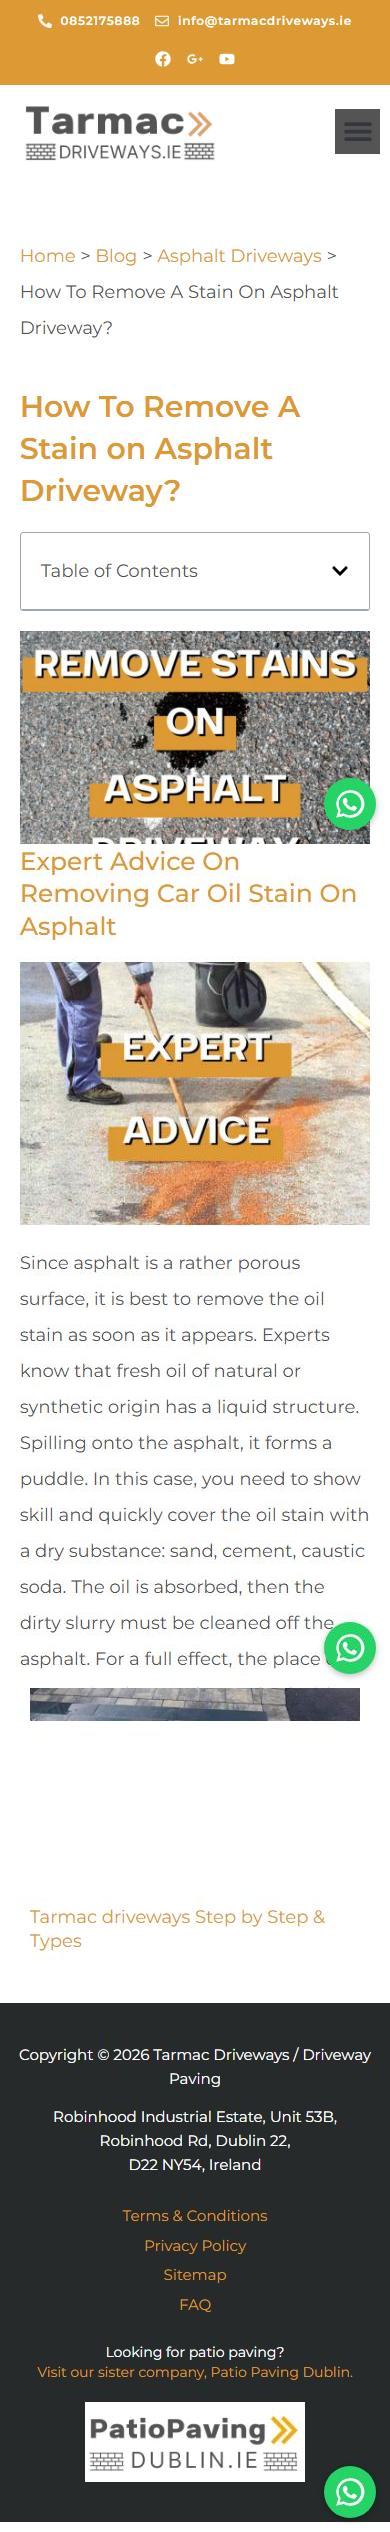 0852175888 info@tarmacdriveways.ie
Tarmac
DRIVEWAYS.IE
Home > Blog > Asphalt Driveways >
How To Remove A Stain On Asphalt
Driveway?
How To Remove A
Stain on Asphalt
Driveway?
Table of Contents
REMOVE STAINS
ON
ASPHALT
DRIVEWAY
Expert Advice On
Removing Car Oil Stain On
Asphalt
EXPERT
ADVICE
Since asphalt is a rather porous
surface, it is best to remove the oil
stain as soon as it appears. Experts
know that fresh oil of natural or
synthetic origin has a liquid structure.
Spilling onto the asphalt, it forms a
puddle. In this case, you need to show
skill and quickly cover the oil stain with
a dry substance: sand, cement, caustic
soda. The oil is absorbed, then the
dirty slurry must be cleaned off the
asphalt. For a full effect, the place
Tarmac driveways Step by Step &
Types
Copyright © 2026 Tarmac Driveways / Driveway
Paving
Robinhood Industrial Estate, Unit 53B,
Robinhood Rd, Dublin 22,
D22 NY54, Ireland
Terms & Conditions
Privacy Policy
Sitemap
FAQ
Looking for patio paving?
Visit our sister company, Patio Paving Dublin.
PatioPaving
DUBLIN.IE